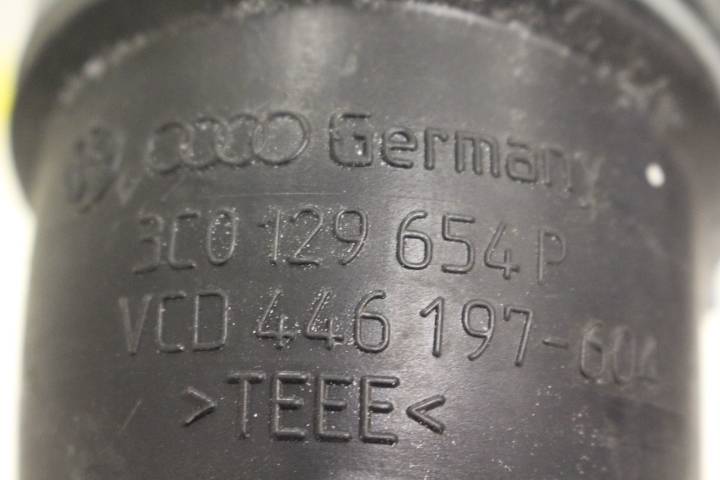 Germany
3C0 129 654 P
VCD 446 197-604
>TEEE<